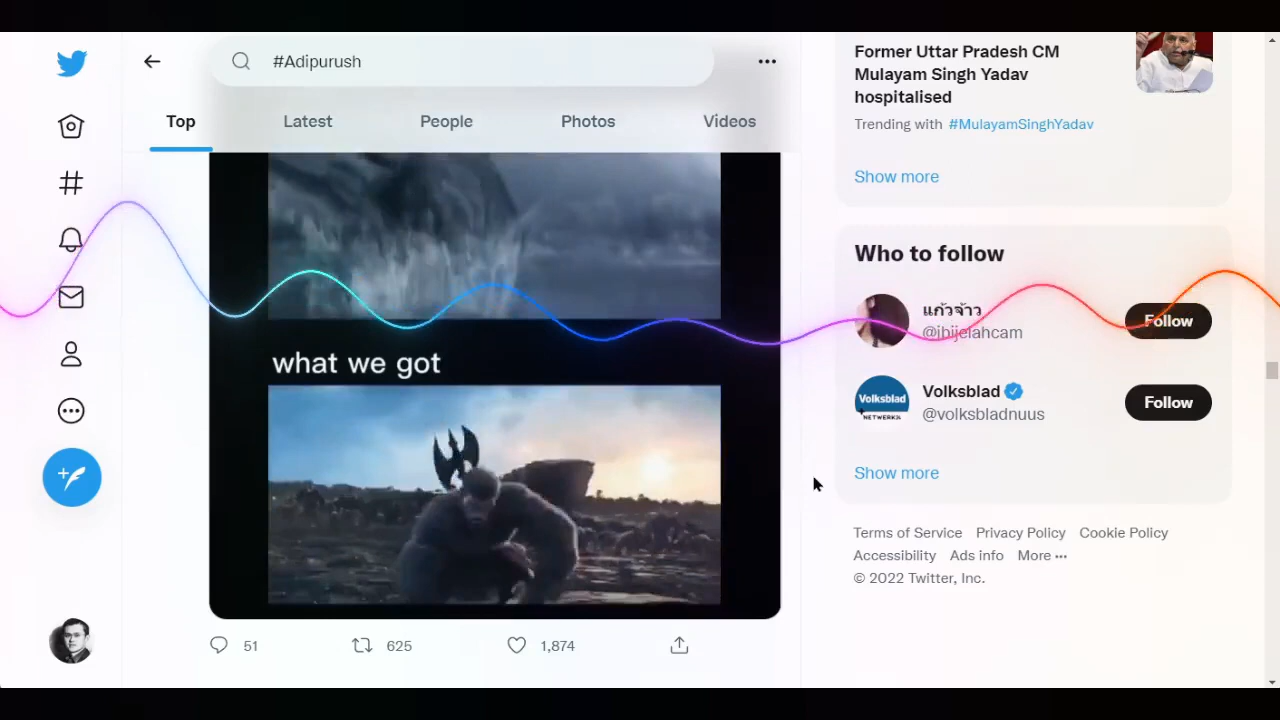 #Adipurush
Top
Latest
People
Photos
Videos
what we got
51
625
1,874
Former Uttar Pradesh CM
Mulayam Singh Yadav
hospitalised
Trending with #MulayamSinghYadav
Show more
Who to follow
แก้วจ๋าว
@ibijelahcam
Follow
Volksblad
Volksblad
NETWERK24
@volksbladnuus
Follow
Show more
Terms of Service Privacy Policy Cookie Policy
Accessibility Ads info More
© 2022 Twitter, Inc.